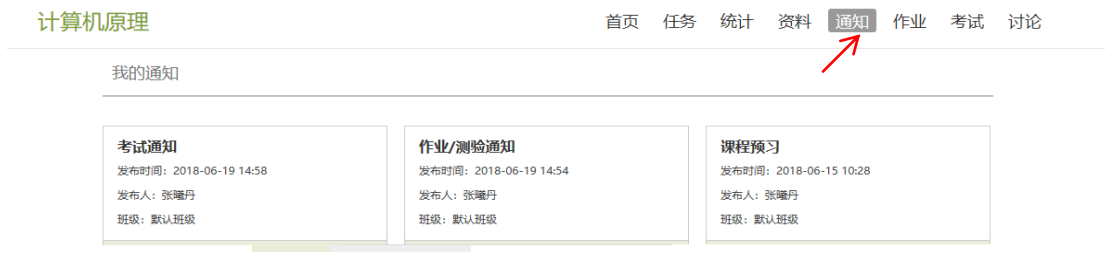 计算机原理
首页 任务 统计 资料 通知 作业 考试 讨论
我的通知
考试通知
发布时间：2018-06-19 14:58
发布人：张曦丹
班级：默认班级
作业/测验通知
发布时间：2018-06-19 14:54
发布人：张曦丹
班级：默认班级
课程预习
发布时间：2018-06-15 10:28
发布人：张曦丹
班级：默认班级